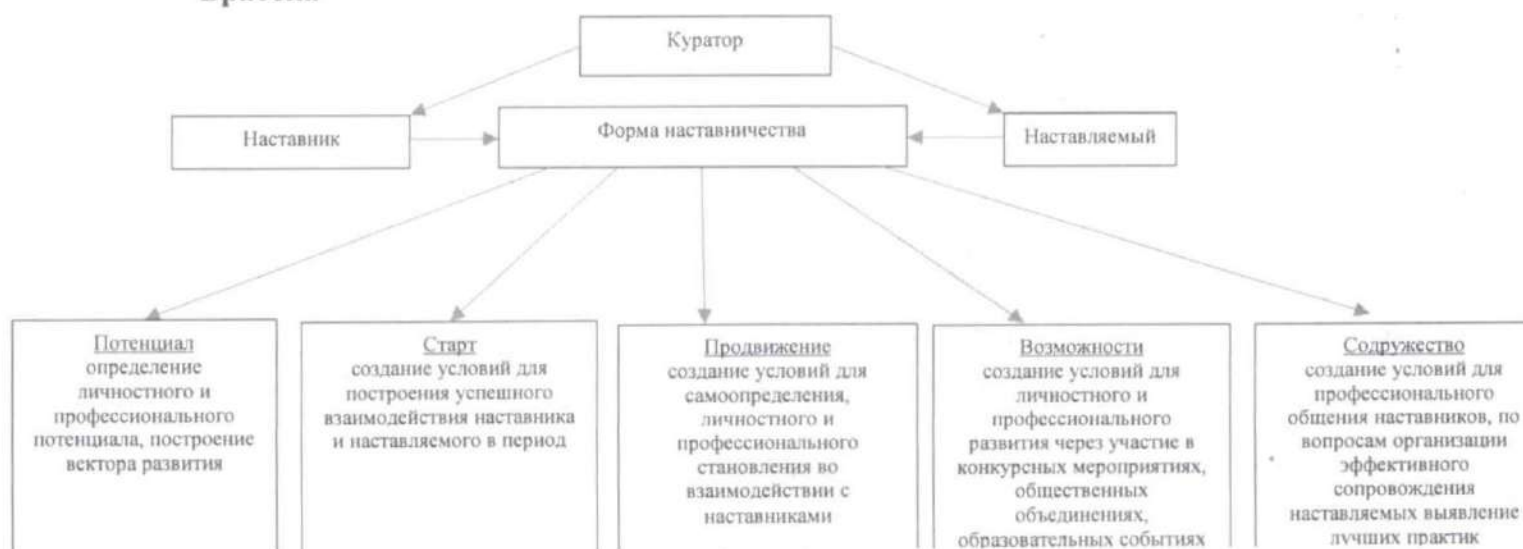 Куратор
Наставник
Форма наставничества
Наставляемый
Потенциал
определение
личностного и
профессионального
потенциала, построение
вектора развития
Старт
создание условий для
построения успешного
взаимодействия наставника
и наставляемого в период
Продвижение
создание условий для
самоопределения,
личностного и
профессионального
становления во
взаимодействии с
наставниками
Возможности
создание условий для
личностного и
профессионального
развития через участие в
конкурсных мероприятиях,
общественных
объединениях,
образовательных событиях
Содружество
создание условий для
профессионального
общения наставников, по
вопросам организации
эффективного
сопровождения
наставляемых выявление
лучших практик